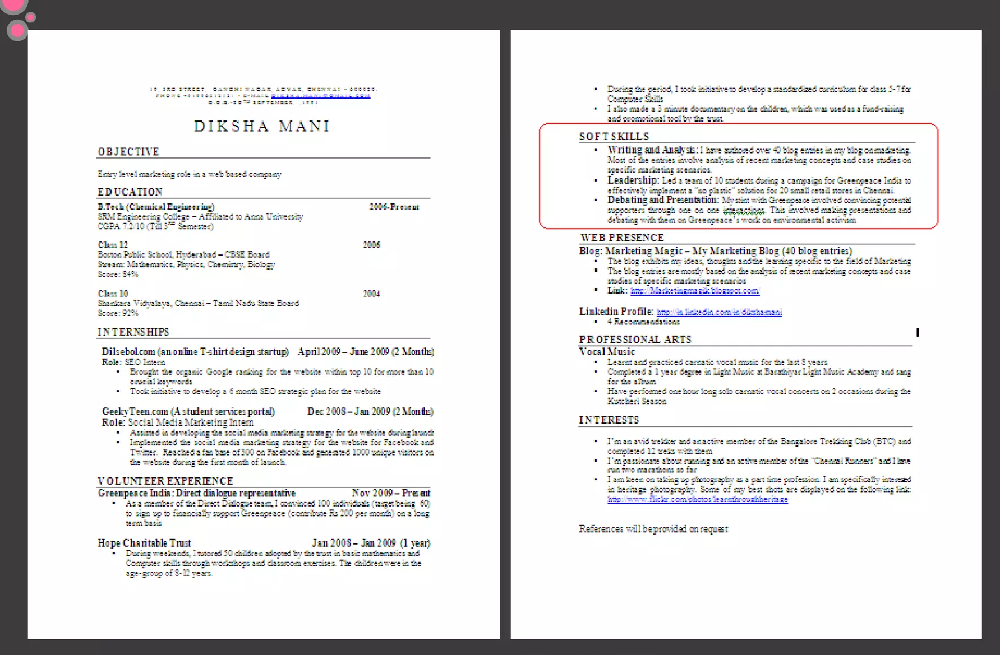 19, 3RD STREET, GANDHI NAGAR, ADYAR, CHENNAI -
PHONE - E-MAIL
SEPTEMBER ,1991
DIKSHA MANI
OBJECTIVE
Entry level marketing role in a web based company
EDUCATION
B.Tech (Chemical Engineering) 2006-Present
SRM Engineering College – Affiliated to Anna University
CGPA 7.2/10 (Till 3RD Semester)
Class 12 2006
Boston Public School, Hyderabad – CBSE Board
Stream: Mathematics, Physics, Chemistry, Biology
Score: 84%
Class 10 2004
Shankara Vidyalaya, Chennai – Tamil Nadu State Board
Score: 92%
INTERNSHIPS
Dilsebol.com (an online T-shirt design startup) April 2009 – June 2009 (2 Months)
Role: SEO Intern
• Brought the organic Google ranking for the website within top 10 for more than 10
crucial keywords
• Took initiative to develop a 6 month SEO strategic plan for the website
GeekyTeen.com (A student services portal) Dec 2008 – Jan 2009 (2 Months)
Role: Social Media Marketing Intern
• Assisted in developing the social media marketing strategy for the website during launch
• Implemented the social media marketing strategy for the website for Facebook and
Twitter. Reached a fan base of 300 on Facebook and generated 1000 unique visitors on
the website during the first month of launch.
VOLUNTEER EXPERIENCE
Greenpeace India: Direct dialogue representative Nov 2009 – Present
• As a member of the Direct Dialogue team, I convinced 100 individuals (target being 60)
to sign up to financially support Greenpeace (contribute Rs 200 per month) on a long
term basis
Hope Charitable Trust Jan 2008 – Jan 2009 (1 year)
• During weekends, I tutored 50 children adopted by the trust in basic mathematics and
Computer skills through workshops and classroom exercises. The children were in the
age-group of 8-12 years.
• During the period, I took initiative to develop a standardized curriculum for class 5-7 for
Computer Skills
• I also made a 3 minute documentary on the children, which was used as a fund-raising
and promotional tool by the trust.
SOFT SKILLS
• Writing and Analysis: I have authored over 40 blog entries in my blog on marketing.
Most of the entries involve analysis of recent marketing concepts and case studies on
specific marketing scenarios.
• Leadership: Led a team of 10 students during a campaign for Greenpeace India to
effectively implement a "no plastic" solution for 20 small retail stores in Chennai.
• Debating and Presentation: My stint with Greenpeace involved convincing potential
supporters through one on one interactions. This involved making presentations and
debating with them on Greenpeace's work on environmental activism
WEB PRESENCE
Blog: Marketing Magic – My Marketing Blog (40 blog entries)
• The blog exhibits my ideas, thoughts and the learning specific to the field of Marketing
• The blog entries are mostly based on the analysis of recent marketing concepts and case
studies of specific marketing scenarios
• Link: http://Marketingmagik.blogspot.com/
Linkedin Profile: http://in.linkedin.com/in/dikshamani
• 4 Recommendations
PROFESSIONAL ARTS
Vocal Music
• Learnt and practiced carnatic vocal music for the last 8 years
• Completed a 1 year degree in Light Music at Barathiyar Light Music Academy and sang
for the album
• Have performed one hour long solo carnatic vocal concerts on 2 occasions during the
Kutcheri Season
INTERESTS
• I'm an avid trekker and an active member of the Bangalore Trekking Club (BTC) and
completed 12 treks with them
• I'm passionate about running and an active member of the "Chennai Runners" and I have
run two marathons so far
• I am keen on taking up photography as a part time profession. I am specifically interested
in heritage photography. Some of my best shots are displayed on the following link:
http://www.flickr.com/photos/learnthroughheritage
References will be provided on request